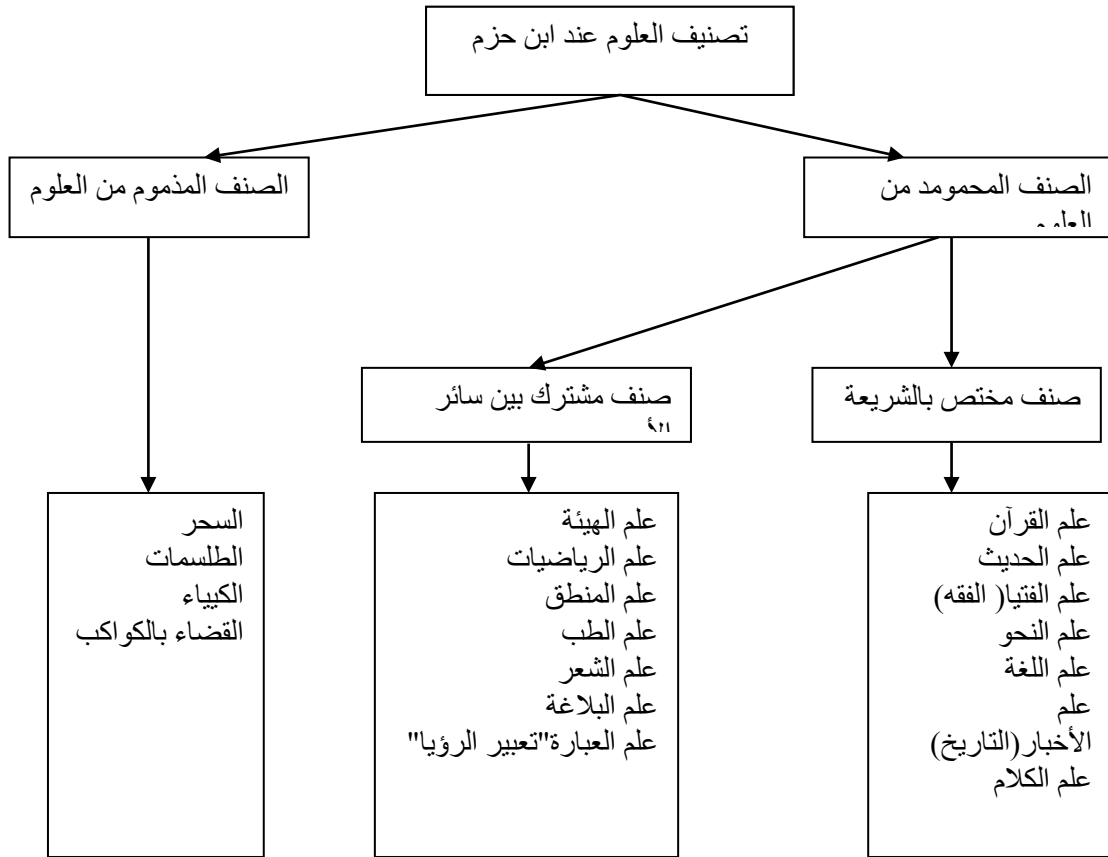 تصنيف العلوم عند ابن حزم
الصنف المحمومد من
العلوم
الصنف المذموم من العلوم
صنف مختص بالشريعة
صنف مشترك بين سائر
علم القرآن
علم الحديث
علم الفتيا( الفقه)
علم النحو
علم اللغة
علم
الأخبار(التاريخ)
علم الكلام
علم الهيئة
علم الرياضيات
علم المنطق
علم الطب
علم الشعر
علم البلاغة
علم العبارة"تعبير الرؤيا"
السحر
الطلسمات
الكيياء
القضاء بالكواكب